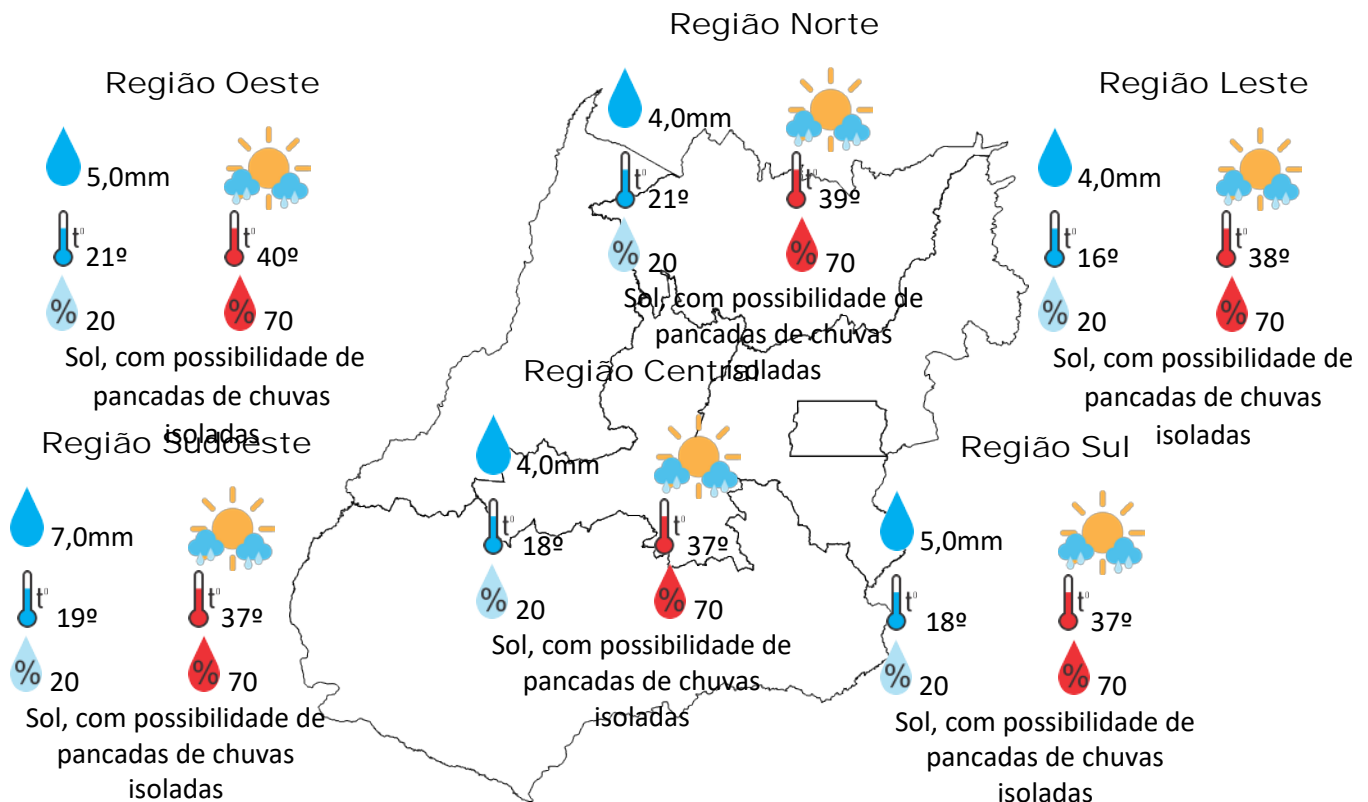 Região Norte
4,0mm
t° 21º
t° 39º
% 20
% 70
Sol, com possibilidade de
pancadas de chuvas
isoladas
Região Oeste
5,0mm
t° 21º
t° 40º
% 20
% 70
Sol, com possibilidade de
pancadas de chuvas
isoladas
Região Leste
4,0mm
t° 16º
t° 38º
% 20
% 70
Sol, com possibilidade de
pancadas de chuvas
isoladas
Região Central
4,0mm
t° 18º
t° 37º
% 20
% 70
Sol, com possibilidade de
pancadas de chuvas
isoladas
Região Sudoeste
7,0mm
t° 19º
t° 37º
% 20
% 70
Sol, com possibilidade de
pancadas de chuvas
isoladas
Região Sul
5,0mm
t° 18º
t° 37º
% 20
% 70
Sol, com possibilidade de
pancadas de chuvas
isoladas